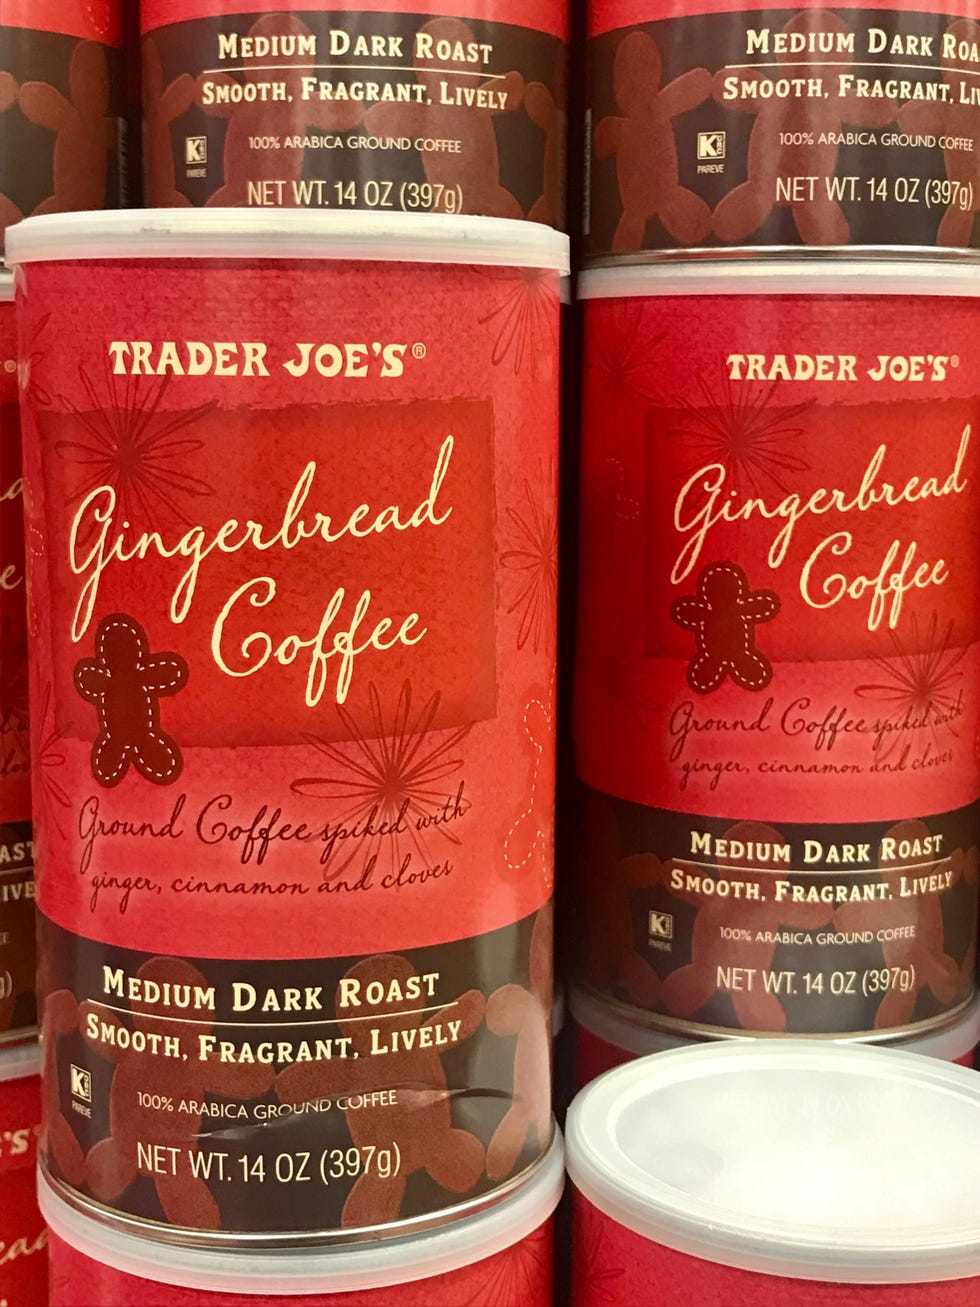 MEDIUM DARK ROAST
SMOOTH, FRAGRANT, LIVELY
100% ARABICA GROUND COFFEE
K
PAREVE
NET WT. 14 OZ (397g)
MEDIUM DARK ROA
SMOOTH, FRAGRANT, LI
100% ARABICA GROUND COFFEE
K
PAREVE
NET WT. 14 OZ (397g)
TRADER JOE'S®
Gingerbread
Coffee
Ground Coffee spiked with
ginger, cinnamon and cloves
MEDIUM DARK ROAST
SMOOTH, FRAGRANT, LIVELY
K
PAREVE
100% ARABICA GROUND COFFEE
NET WT. 14 OZ (397g)
TRADER JOE'S®
Gingerbread
Coffee
Ground Coffee spiked with
ginger, cinnamon and cloves
MEDIUM DARK ROAST
SMOOTH, FRAGRANT, LIVELY
K
PAREVE
100% ARABICA GROUND COFFEE
NET WT. 14 OZ (397g)